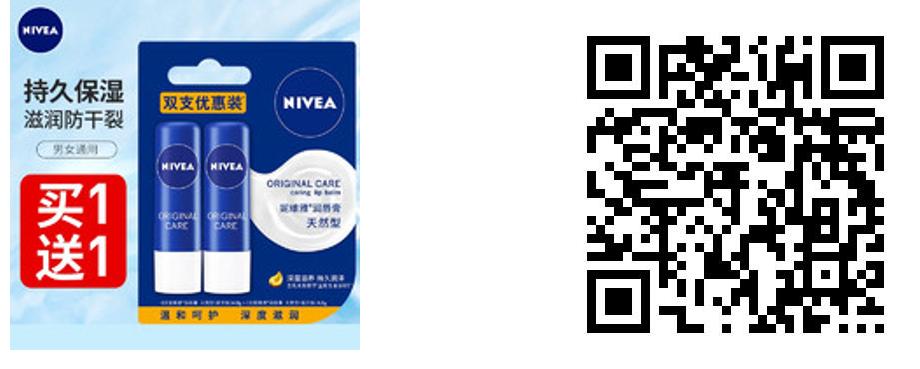 NIVEA
持久保湿
滋润防干裂
男女通用
买1
送1
双支优惠装
NIVEA
NIVEA
NIVEA
ORIGINAL
CARE
ORIGINAL
CARE
ORIGINAL CARE
caring lip balm
妮维雅®润唇膏
天然型
深层滋养 持久润泽
温和呵护 深度滋润